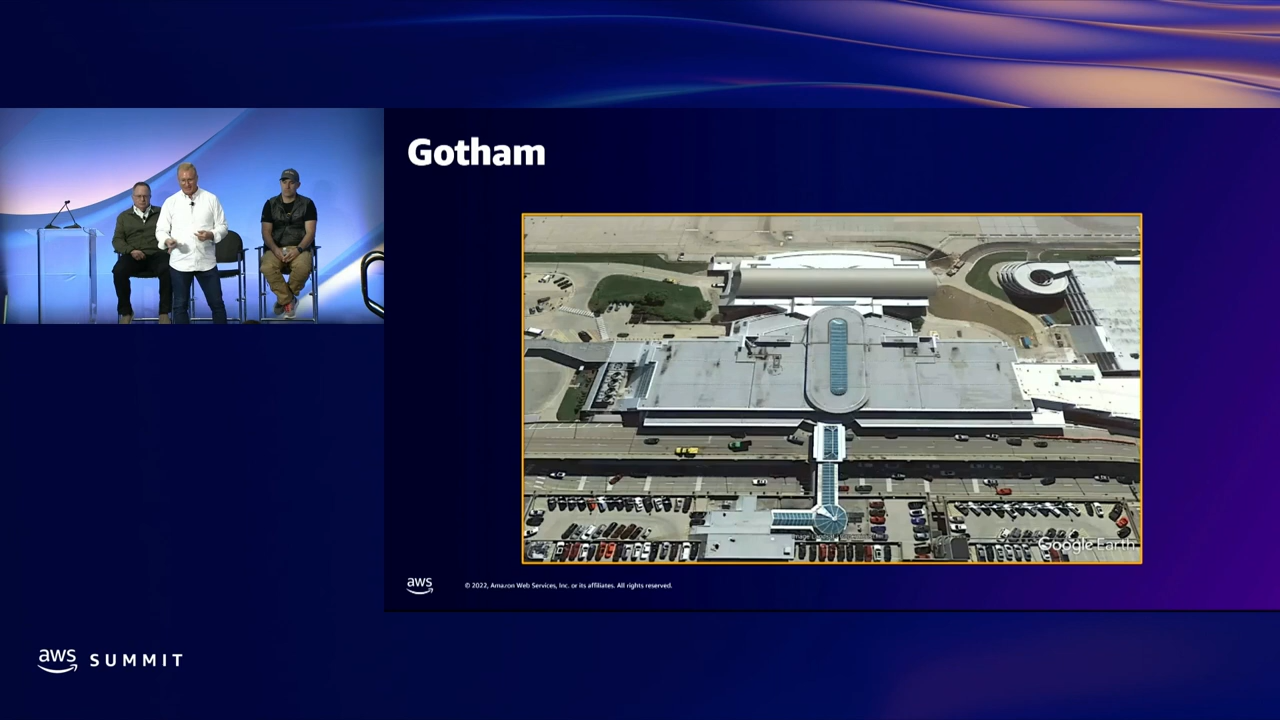 Gotham
Google Earth
aws
© 2022, Amazon Web Services, Inc. or its affiliates. All rights reserved.
aws SUMMIT